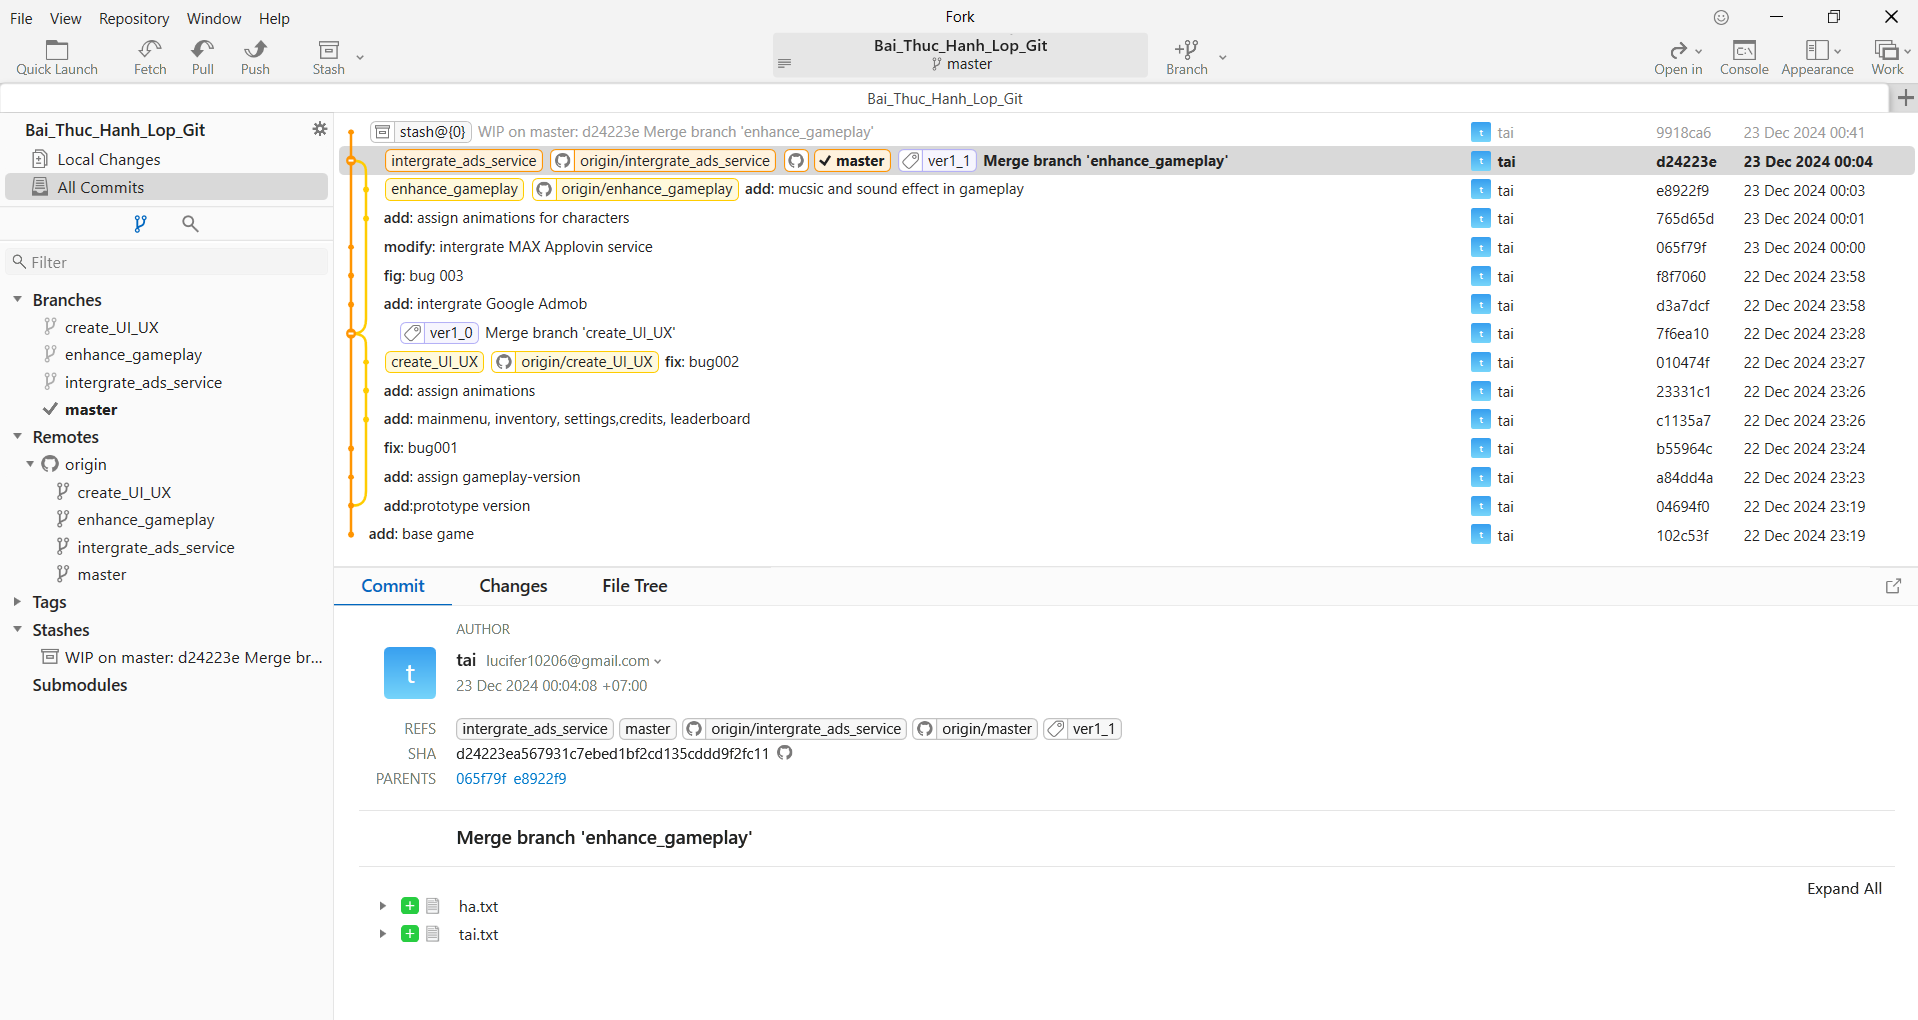 File View Repository Window Help
Fork
Quick Launch Fetch Pull Push Stash
Bai_Thuc_Hanh_Lop_Git
master
Branch
Open in Console Appearance Work
Bai_Thuc_Hanh_Lop_Git
Bai_Thuc_Hanh_Lop_Git
Local Changes
All Commits
Filter
Branches
create_UI_UX
enhance_gameplay
intergrate_ads_service
master
Remotes
origin
create_UI_UX
enhance_gameplay
intergrate_ads_service
master
Tags
Stashes
WIP on master: d24223e Merge br...
Submodules
stash@{0} WIP on master: d24223e Merge branch 'enhance_gameplay' t tai 9918ca6 23 Dec 2024 00:41
intergrate_ads_service origin/intergrate_ads_service master ver1_1 Merge branch 'enhance_gameplay' t tai d24223e 23 Dec 2024 00:04
enhance_gameplay origin/enhance_gameplay add: mucsic and sound effect in gameplay t tai e8922f9 23 Dec 2024 00:03
add: assign animations for characters t tai 765d65d 23 Dec 2024 00:01
modify: intergrate MAX Applovin service t tai 065f79f 23 Dec 2024 00:00
fig: bug 003 t tai f8f7060 22 Dec 2024 23:58
add: intergrate Google Admob t tai d3a7dcf 22 Dec 2024 23:58
ver1_0 Merge branch 'create_UI_UX' t tai 7f6ea10 22 Dec 2024 23:28
create_UI_UX origin/create_UI_UX fix: bug002 t tai 010474f 22 Dec 2024 23:27
add: assign animations t tai 23331c1 22 Dec 2024 23:26
add: mainmenu, inventory, settings,credits, leaderboard t tai c1135a7 22 Dec 2024 23:26
fix: bug001 t tai b55964c 22 Dec 2024 23:24
add: assign gameplay-version t tai a84dd4a 22 Dec 2024 23:23
add:prototype version t tai 04694f0 22 Dec 2024 23:19
add: base game t tai 102c53f 22 Dec 2024 23:19
Commit Changes File Tree
AUTHOR
t
tai lucifer10206@gmail.com
23 Dec 2024 00:04:08 +07:00
REFS intergrate_ads_service master origin/intergrate_ads_service origin/master ver1_1
SHA d24223ea567931c7ebed1bf2cd135cddd9f2fc11
PARENTS 065f79f e8922f9
Merge branch 'enhance_gameplay'
Expand All
ha.txt
tai.txt